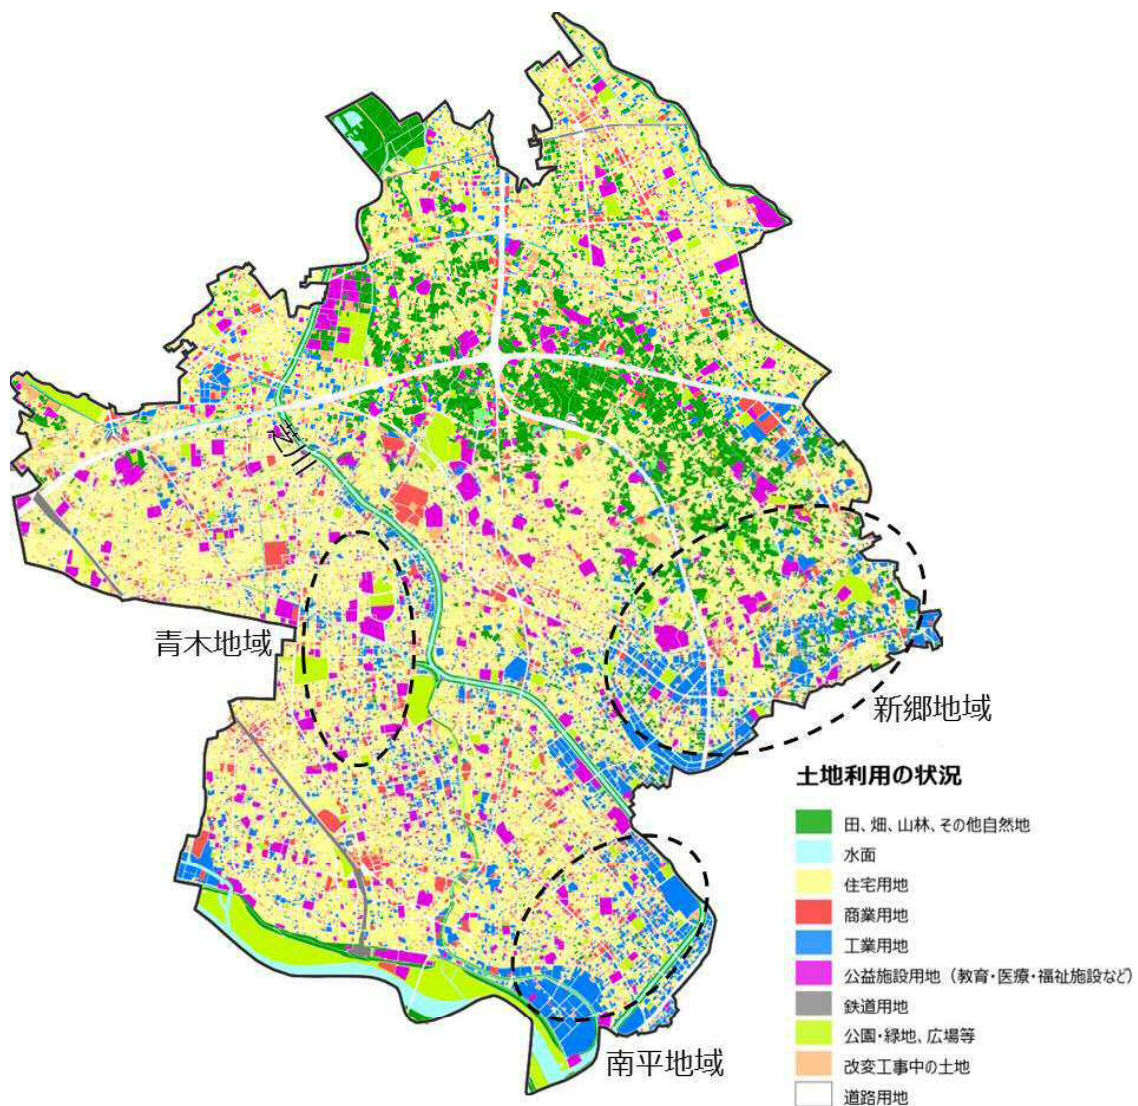 芝川
青木地域
新郷地域
土地利用の状況
田、畑、山林、その他自然地
水面
住宅用地
商業用地
工業用地
公益施設用地（教育・医療・福祉施設など）
鉄道用地
公園・緑地、広場等
改変工事中の土地
道路用地
南平地域